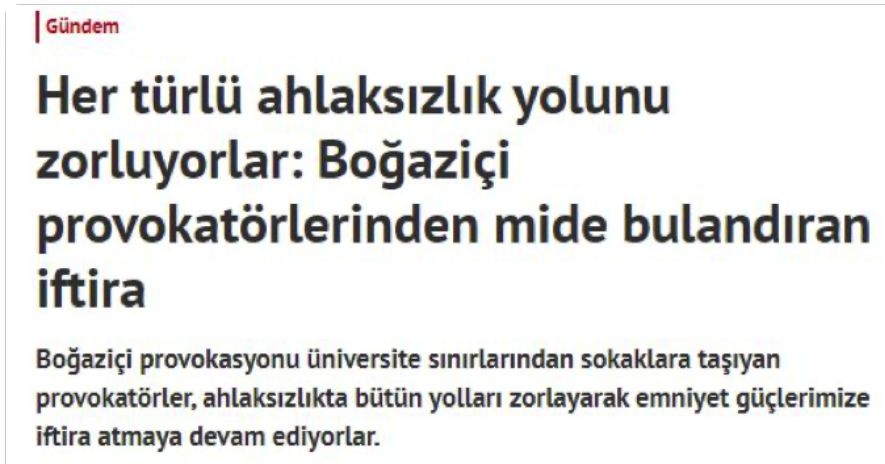 Gündem
Her türlü ahlaksızlık yolunu
zorluyorlar: Boğaziçi
provokatörlerinden mide bulandıran
iftira
Boğaziçi provokasyonu üniversite sınırlarından sokaklara taşıyan
provokatörler, ahlaksızlıkta bütün yolları zorlayarak emniyet güçlerimize
iftira atmaya devam ediyorlar.